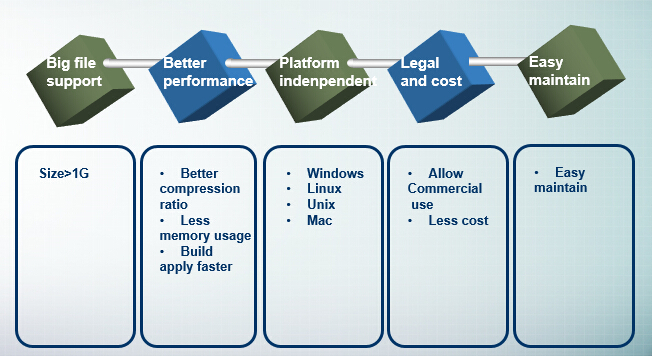 Big file
support
Better
performance
Platform
indenpendent
Legal
and cost
Easy
maintain
Size>1G
• Better
compression
ratio
• Less
memory usage
• Build
apply faster
• Windows
• Linux
• Unix
• Mac
• Allow
Commercial
use
• Less cost
• Easy
maintain